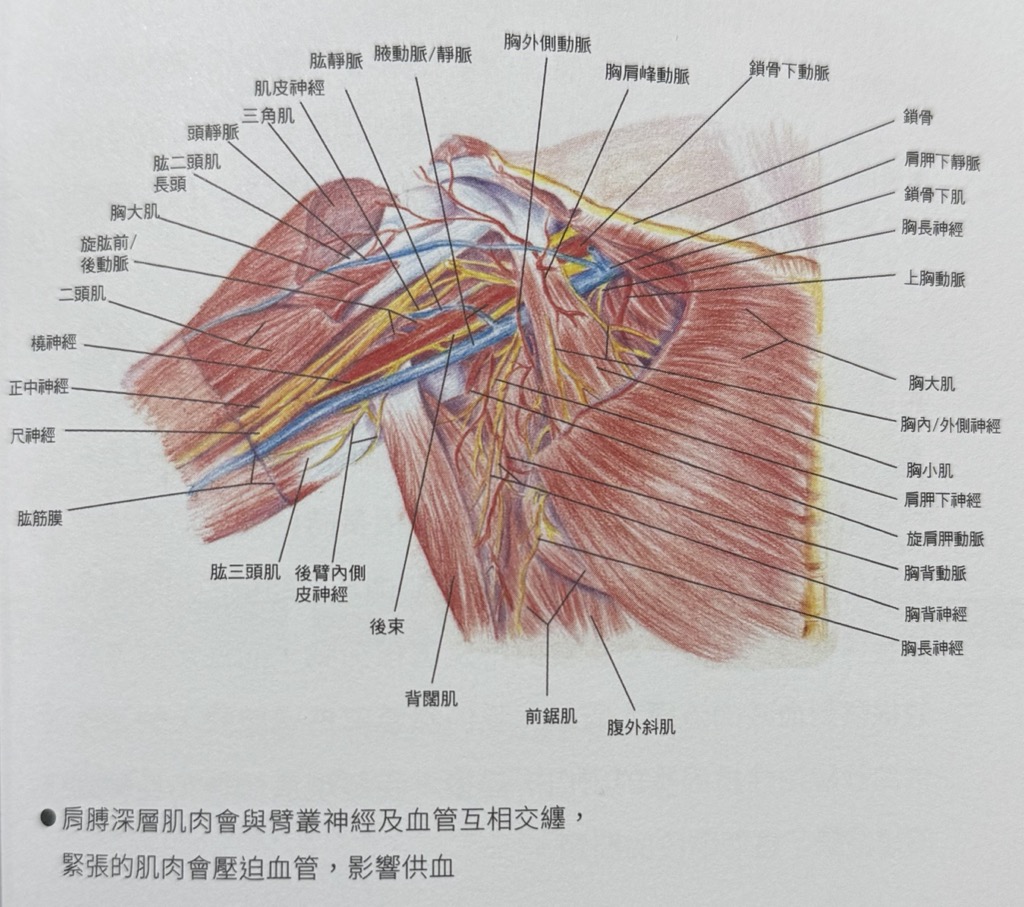 胸外側動脈
腋動脈/靜脈
肱靜脈
胸肩峰動脈
鎖骨下動脈
肌皮神經
三角肌
頭靜脈
肱二頭肌
長頭
胸大肌
旋肱前/
後動脈
二頭肌
橈神經
正中神經
尺神經
肱筋膜
鎖骨
肩胛下靜脈
鎖骨下肌
胸長神經
上胸動脈
胸大肌
胸內/外側神經
胸小肌
肩胛下神經
旋肩胛動脈
胸背動脈
胸背神經
胸長神經
肱三頭肌
後臂內側
皮神經
後束
背闊肌
前鋸肌
腹外斜肌
●肩膊深層肌肉會與臂叢神經及血管互相交纏，
緊張的肌肉會壓迫血管，影響供血